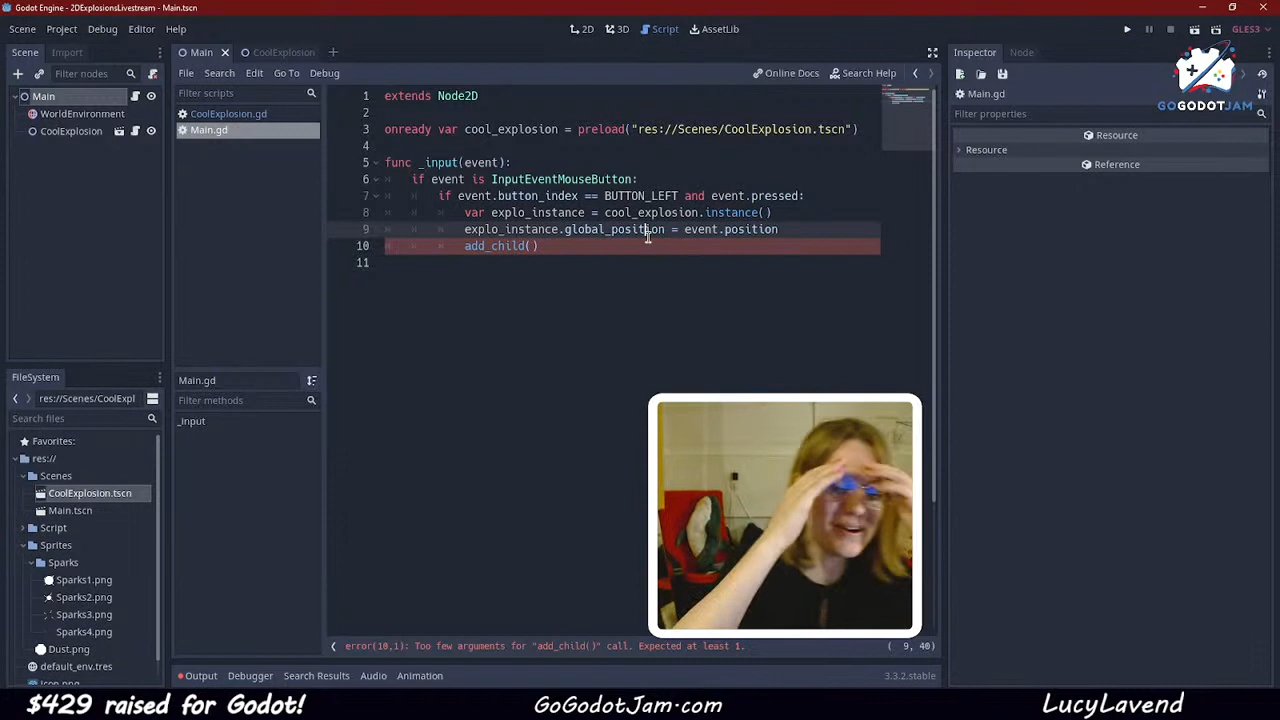 Godot Engine - 2DExplosionsLivestream - Main.tscn
Scene Project Debug Editor Help
2D 3D Script AssetLib
GLES3
Scene Import
Main CoolExplosion
Inspector Node
Filter nodes
File Search Edit Go To Debug
Online Docs Search Help
GOGODOTJAM
Main
WorldEnvironment
CoolExplosion
Filter scripts
CoolExplosion.gd
Main.gd
1 extends Node2D
2
3 onready var cool_explosion = preload("res://Scenes/CoolExplosion.tscn")
4
5 func _input(event):
6 if event is InputEventMouseButton:
7 if event.button_index == BUTTON_LEFT and event.pressed:
8 var explo_instance = cool_explosion.instance()
9 explo_instance.global_position = event.position
10 add_child()
11
Main.gd
Filter properties
Resource
Resource
Reference
FileSystem
res://Scenes/CoolExpl
Search files
Favorites:
res://
Scenes
CoolExplosion.tscn
Main.tscn
Script
Sprites
Sparks
Sparks1.png
Sparks2.png
Sparks3.png
Sparks4.png
Dust.png
default_env.tres
Main.gd
Filter methods
_input
error(10,1): Too few arguments for "add_child()" call. Expected at least 1.
( 9, 40)
Output Debugger Search Results Audio Animation
3.3.2.stable
$429 raised for Godot!
GoGodotJam.com
LucyLavend